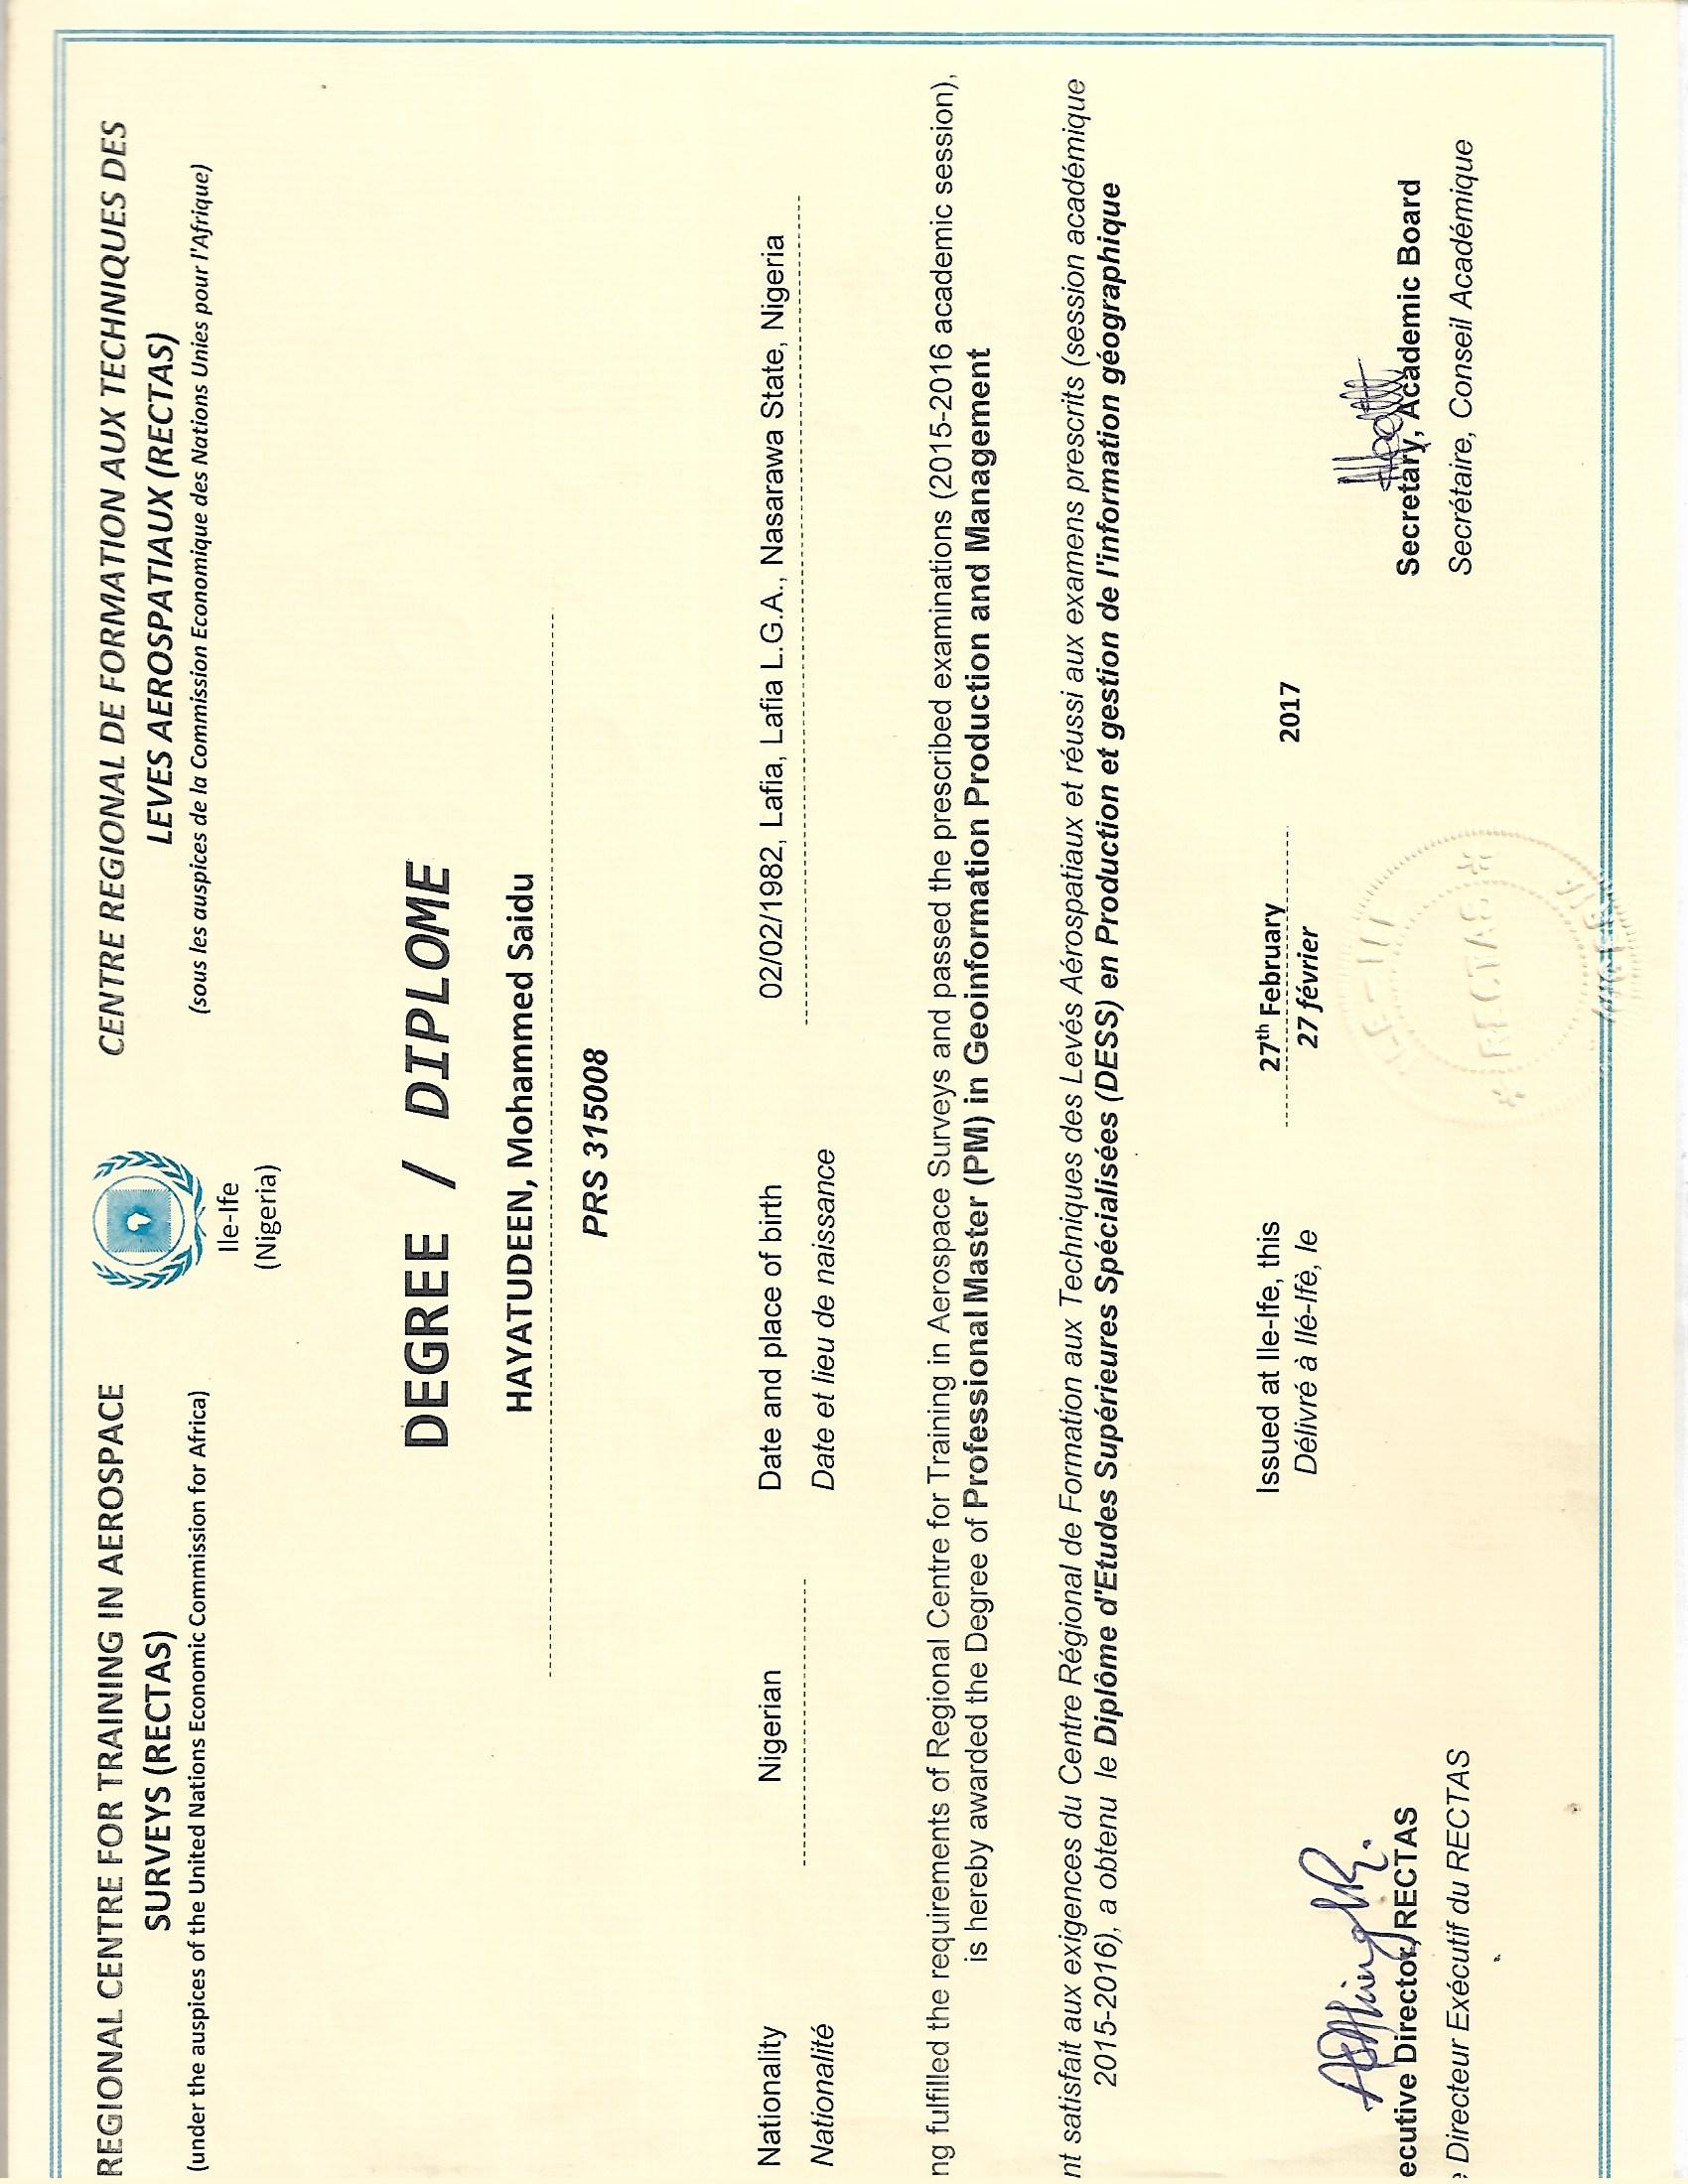 REGIONAL CENTRE FOR TRAINING IN AEROSPACE
SURVEYS (RECTAS)
(under the auspices of the United Nations Economic Commission for Africa)
Ile-Ife
(Nigeria)
CENTRE REGIONAL DE FORMATION AUX TECHNIQUES DES
LEVES AEROSPATIAUX (RECTAS)
(sous les auspices de la Commission Economique des Nations Unies pour l'Afrique)
DEGREE / DIPLOME
HAYATUDEEN, Mohammed Saidu
PRS 315008
Nationality Nigerian Date and place of birth 02/02/1982, Lafia, Lafia L.G.A., Nasarawa State, Nigeria
Nationalité Date et lieu de naissance
ng fulfilled the requirements of Regional Centre for Training in Aerospace Surveys and passed the prescribed examinations (2015-2016 academic session),
is hereby awarded the Degree of Professional Master (PM) in Geoinformation Production and Management
nt satisfait aux exigences du Centre Régional de Formation aux Techniques des Levés Aérospatiaux et réussi aux examens prescrits (session académique
2015-2016), a obtenu le Diplôme d'Etudes Supérieures Spécialisées (DESS) en Production et gestion de l'information géographique
Issued at Ile-Ife, this 27th February 2017
Délivré à Ilé-Ifè, le 27 février
ecutive Director, RECTAS
e Directeur Exécutif du RECTAS
Secretary, Academic Board
Secrétaire, Conseil Académique
RECTAS